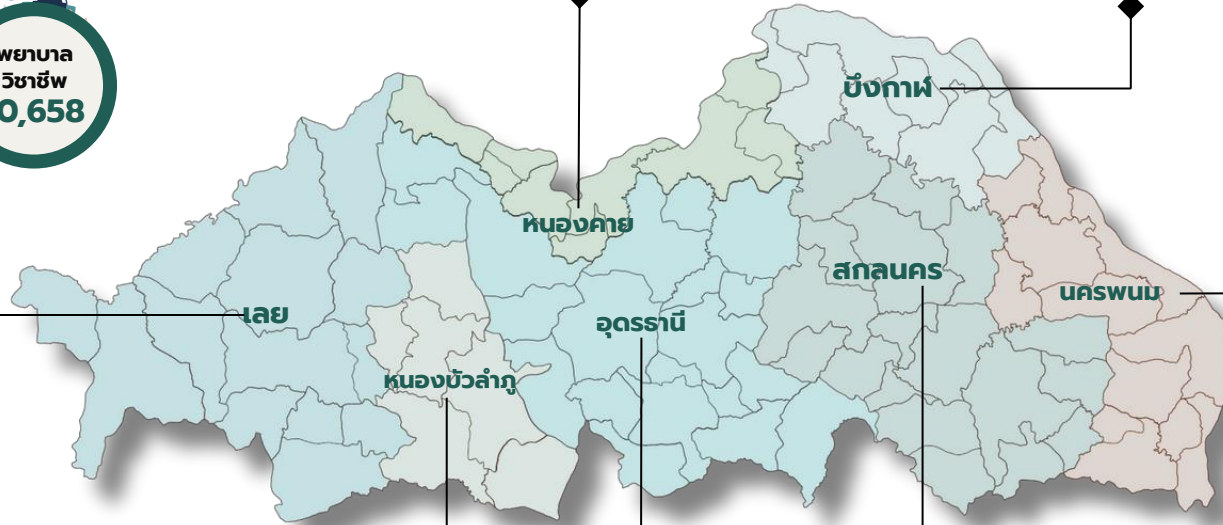 พยาบาล
วิชาชีพ
0,658
บึงกาฬ
หนองคาย
สกลนคร
นครพนม
เลย
อุดรธานี
หนองบัวลำภู